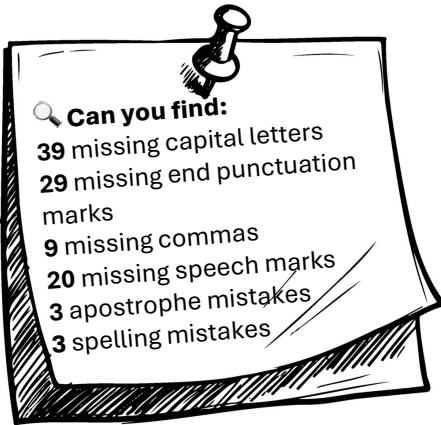 🔍 Can you find:
39 missing capital letters
29 missing end punctuation
marks
9 missing commas
20 missing speech marks
3 apostrophe mistakes
3 spelling mistakes